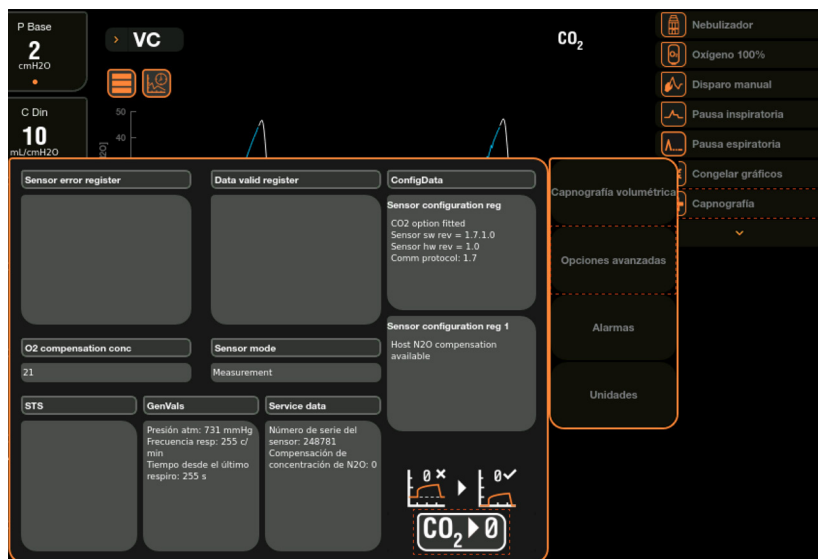 P Base
2
cmH2O
› VC
CO2
C Din
10
mL/cmH2O
50
40
Nebulizador
Oxígeno 100%
Disparo manual
Pausa inspiratoria
Pausa espiratoria
Congelar gráficos
Capnografía
Sensor error register
Data valid register
ConfigData
Sensor configuration reg
CO2 option fitted
Sensor sw rev = 1.7.1.0
Sensor hw rev = 1.0
Comm protocol: 1.7
Sensor configuration reg 1
Host N2O compensation
available
O2 compensation conc
21
Sensor mode
Measurement
STS
GenVals
Presión atm: 731 mmHg
Frecuencia resp: 255 c/
min
Tiempo desde el último
respiro: 255 s
Service data
Número de serie del
sensor: 248781
Compensación de
concentración de N2O: 0
0 0
CO2 0
Capnografía volumétrica
Opciones avanzadas
Alarmas
Unidades